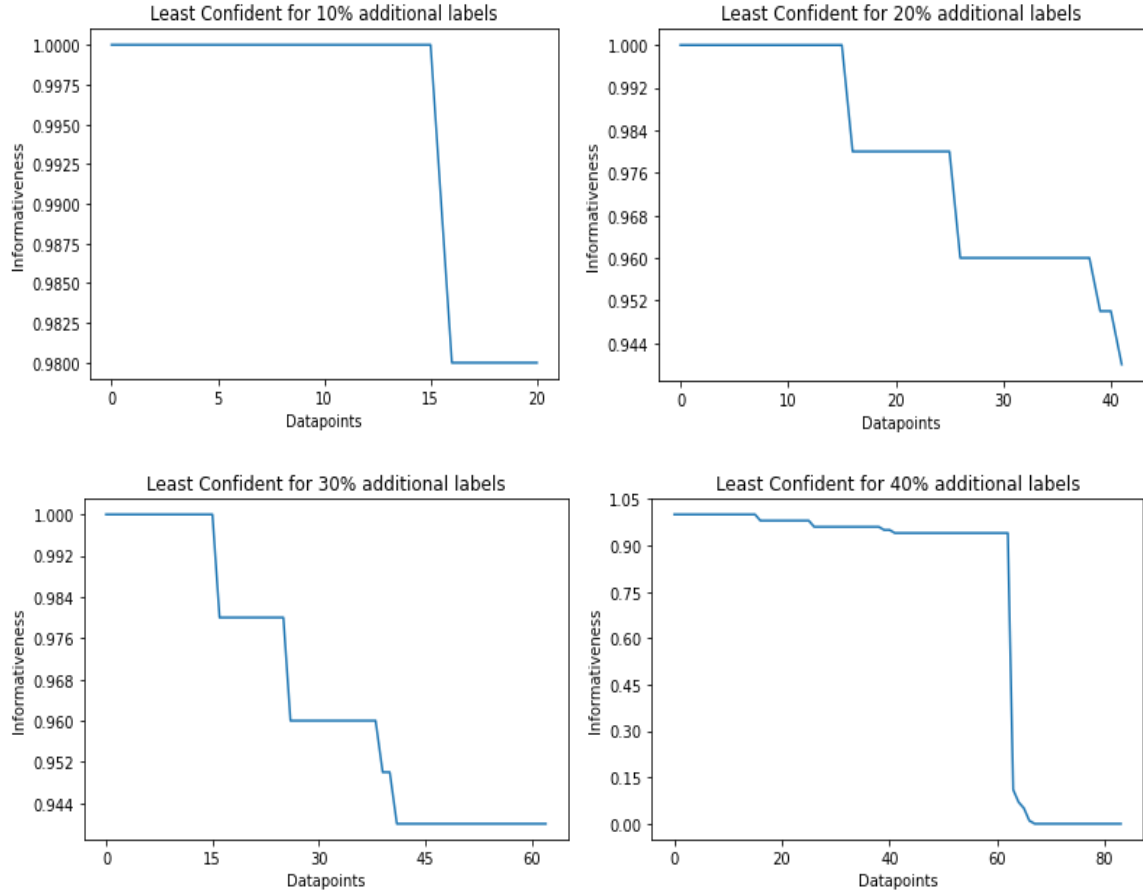 Least Confident for 10% additional labels
1.0000
0.9975
0.9950
0.9925
0.9900
0.9875
0.9850
0.9825
0.9800
Informativeness
0 5 10 15 20
Datapoints
Least Confident for 20% additional labels
1.000
0.992
0.984
0.976
0.968
0.960
0.952
0.944
Informativeness
0 10 20 30 40
Datapoints
Least Confident for 30% additional labels
1.000
0.992
0.984
0.976
0.968
0.960
0.952
0.944
Informativeness
0 15 30 45 60
Datapoints
Least Confident for 40% additional labels
1.05
0.90
0.75
0.60
0.45
0.30
0.15
0.00
Informativeness
0 20 40 60 80
Datapoints